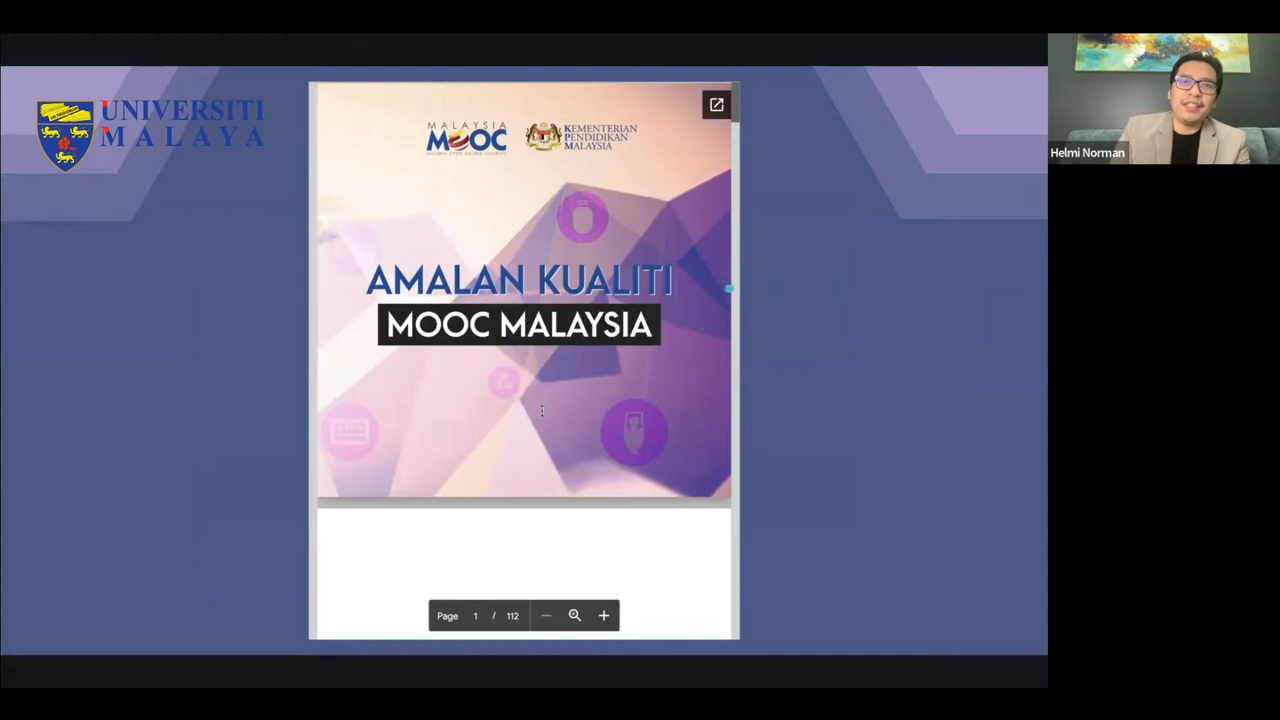 UNIVERSITI
MALAYA
MALAYSIA
MOOC
KEMENTERIAN
PENDIDIKAN
MALAYSIA
AMALAN KUALITI
MOOC MALAYSIA
Page 1 / 112
Helmi Norman